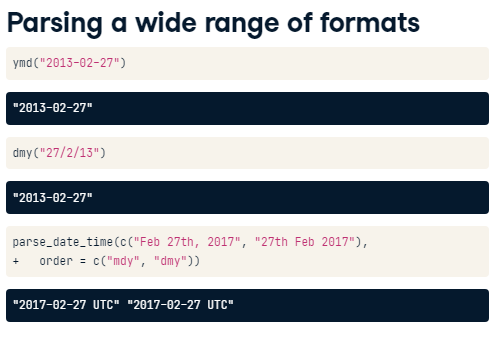 Parsing a wide range of formats
ymd("2013-02-27")
"2013-02-27"
dmy("27/2/13")
"2013-02-27"
parse_date_time(c("Feb 27th, 2017", "27th Feb 2017"),
+   order = c("mdy", "dmy"))
"2017-02-27 UTC" "2017-02-27 UTC"